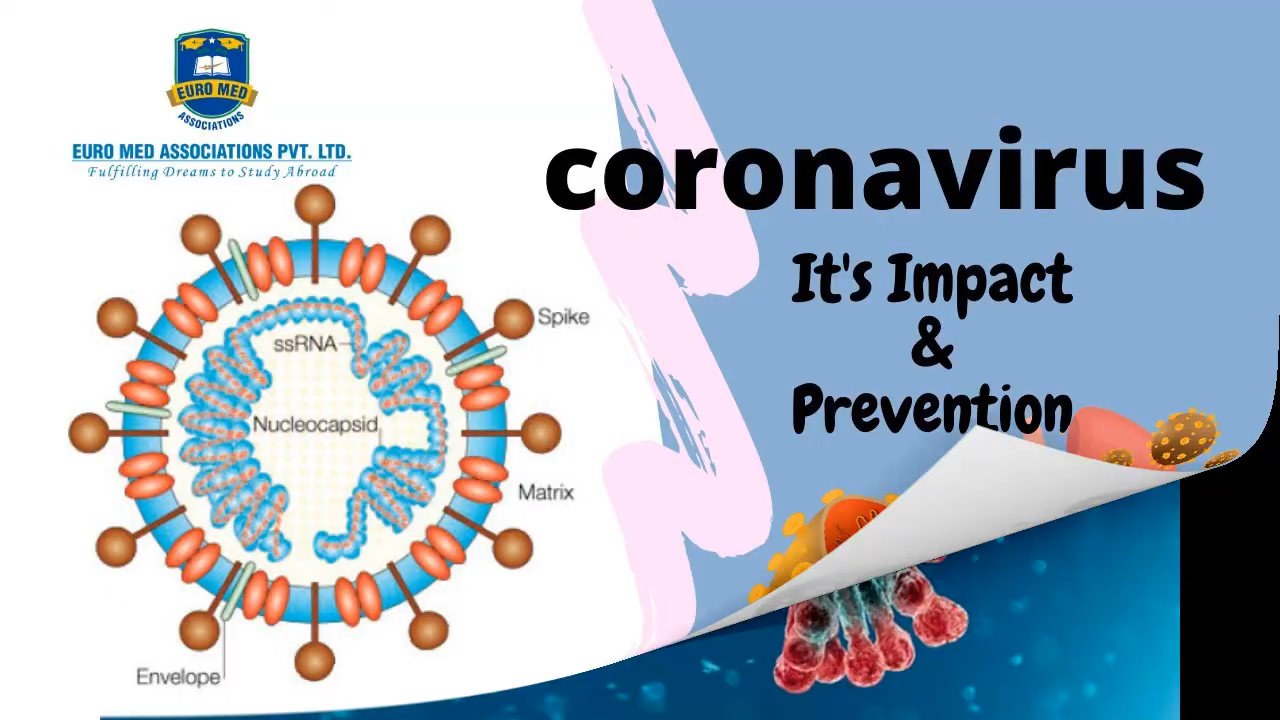 EURO MED
ASSOCIATIONS
EURO MED ASSOCIATIONS PVT. LTD.
Fulfilling Dreams to Study Abroad
coronavirus
It's Impact
&
Prevention
Spike
ssRNA
Nucleocapsid
Matrix
Envelope